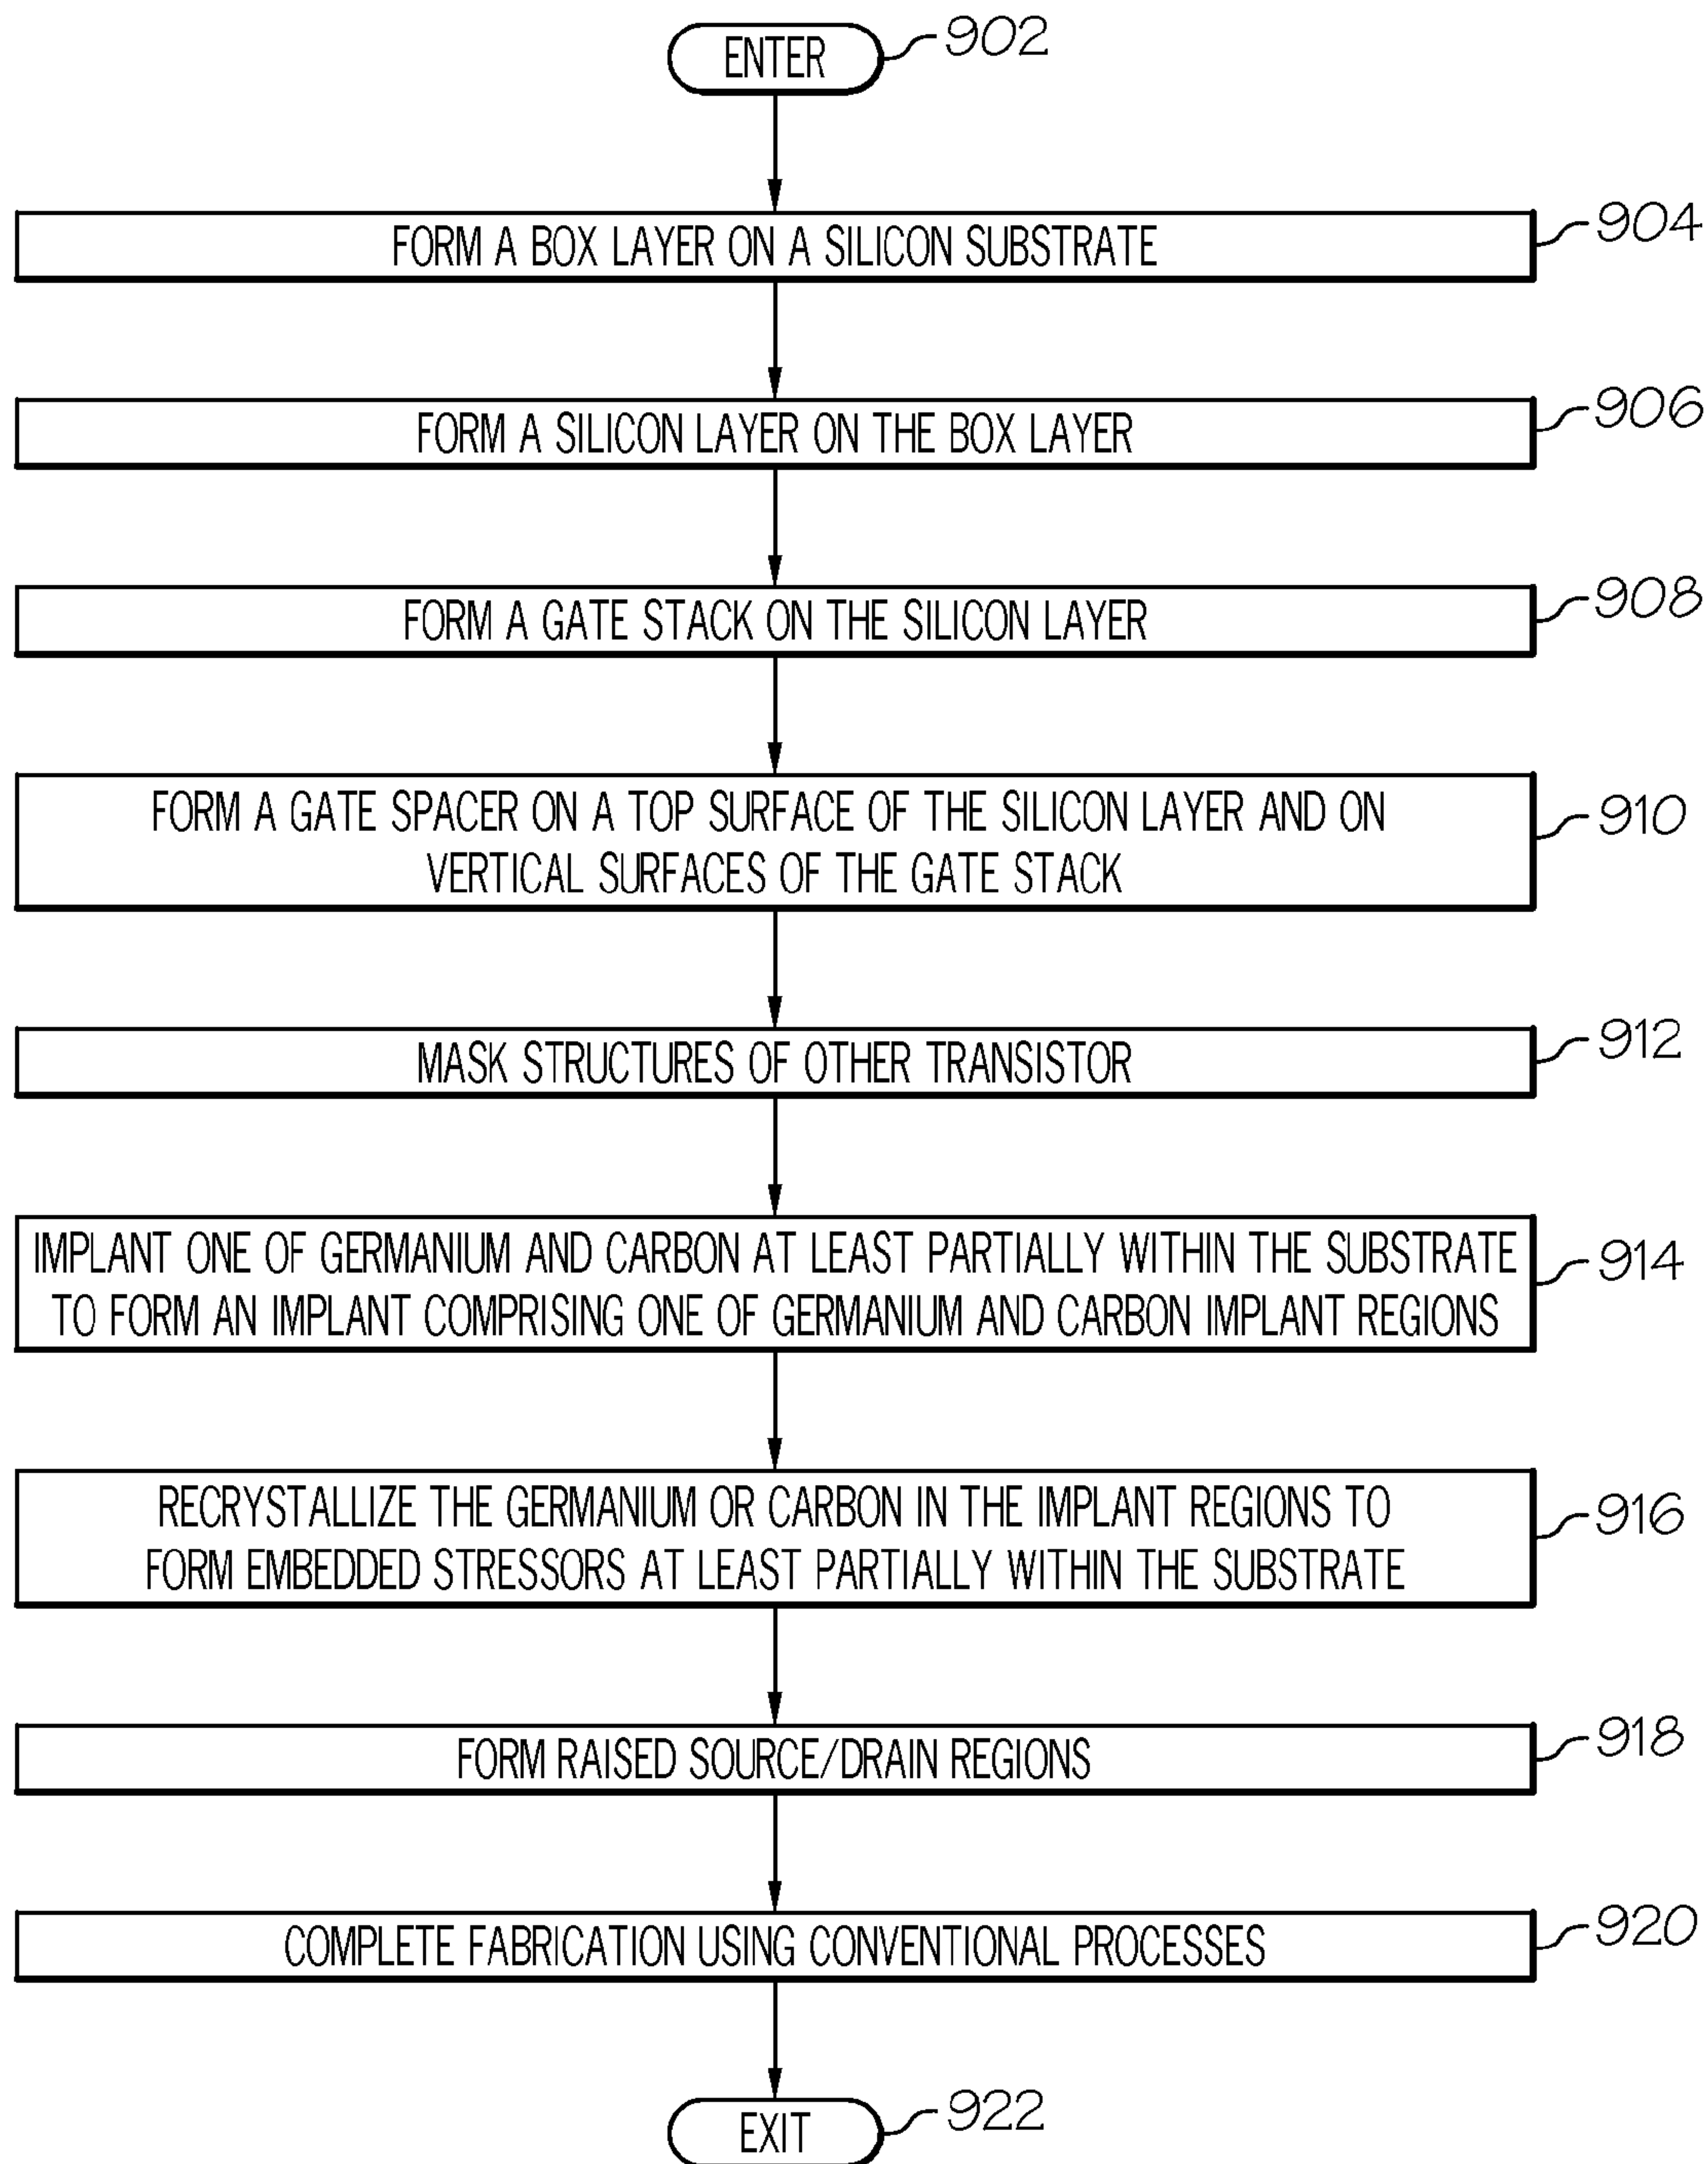 ENTER
902
FORM A BOX LAYER ON A SILICON SUBSTRATE
904
FORM A SILICON LAYER ON THE BOX LAYER
906
FORM A GATE STACK ON THE SILICON LAYER
908
FORM A GATE SPACER ON A TOP SURFACE OF THE SILICON LAYER AND ON
VERTICAL SURFACES OF THE GATE STACK
910
MASK STRUCTURES OF OTHER TRANSISTOR
912
IMPLANT ONE OF GERMANIUM AND CARBON AT LEAST PARTIALLY WITHIN THE SUBSTRATE
TO FORM AN IMPLANT COMPRISING ONE OF GERMANIUM AND CARBON IMPLANT REGIONS
914
RECRYSTALLIZE THE GERMANIUM OR CARBON IN THE IMPLANT REGIONS TO
FORM EMBEDDED STRESSORS AT LEAST PARTIALLY WITHIN THE SUBSTRATE
916
FORM RAISED SOURCE/DRAIN REGIONS
918
COMPLETE FABRICATION USING CONVENTIONAL PROCESSES
920
EXIT
922